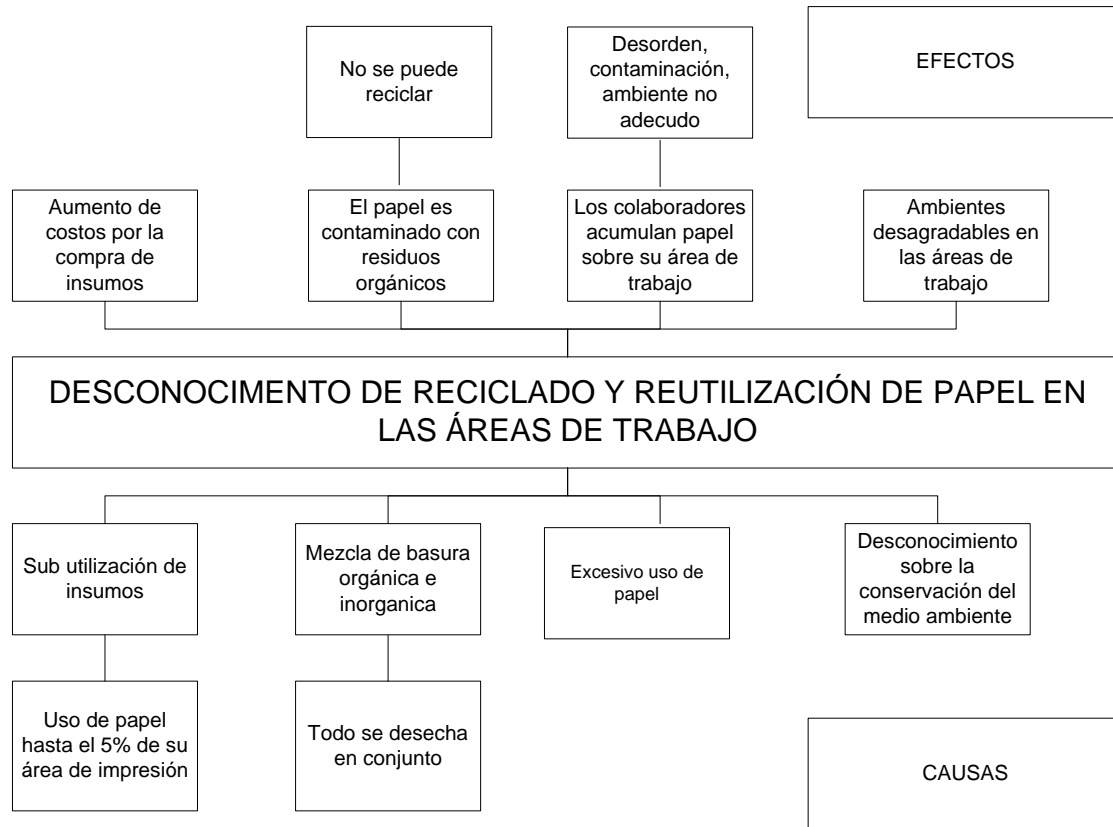 No se puede
reciclar
Desorden,
contaminación,
ambiente no
adecudo
EFECTOS
Aumento de
costos por la
compra de
insumos
El papel es
contaminado con
residuos
orgánicos
Los colaboradores
acumulan papel
sobre su área de
trabajo
Ambientes
desagradables en
las áreas de
trabajo
DESCONOCIMIENTO DE RECICLADO Y REUTILIZACIÓN DE PAPEL EN
LAS ÁREAS DE TRABAJO
Sub utilización de
insumos
Mezcla de basura
orgánica e
inorganica
Excesivo uso de
papel
Desconocimiento
sobre la
conservación del
medio ambiente
Uso de papel
hasta el 5% de su
área de impresión
Todo se desecha
en conjunto
CAUSAS